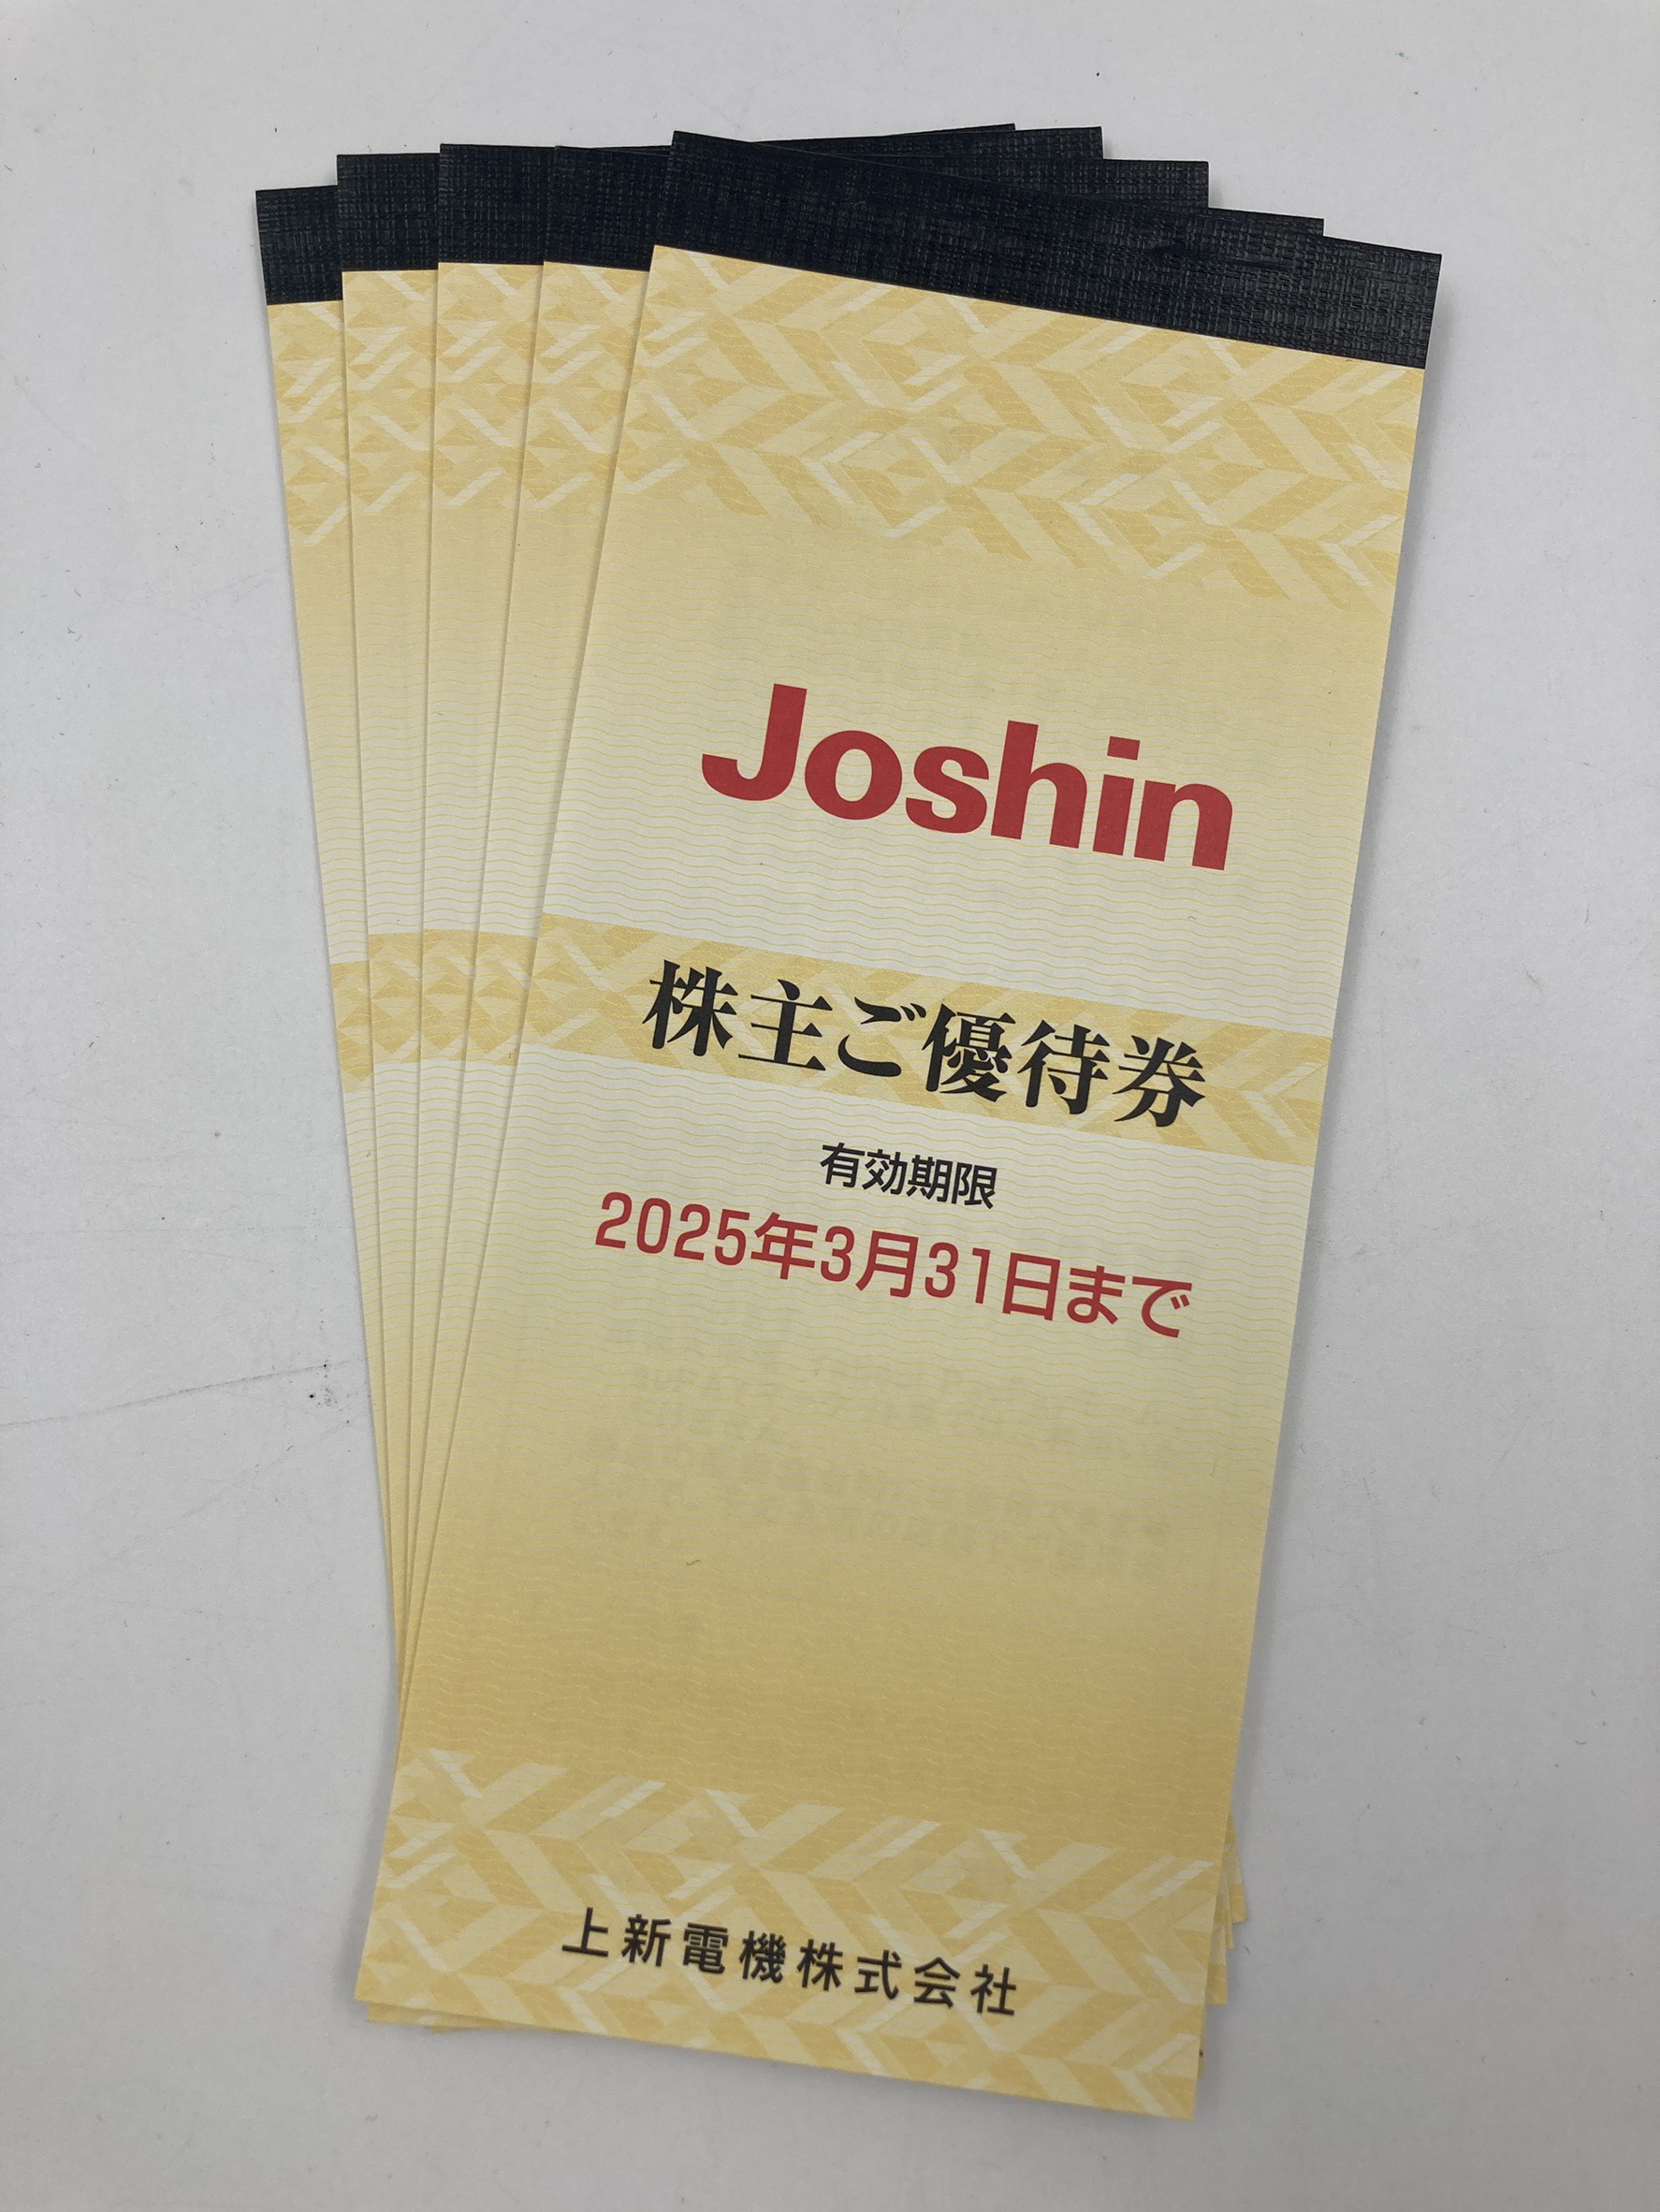 Joshin
株主ご優待券
有効期限
2025年3月31日まで
上新電機株式会社